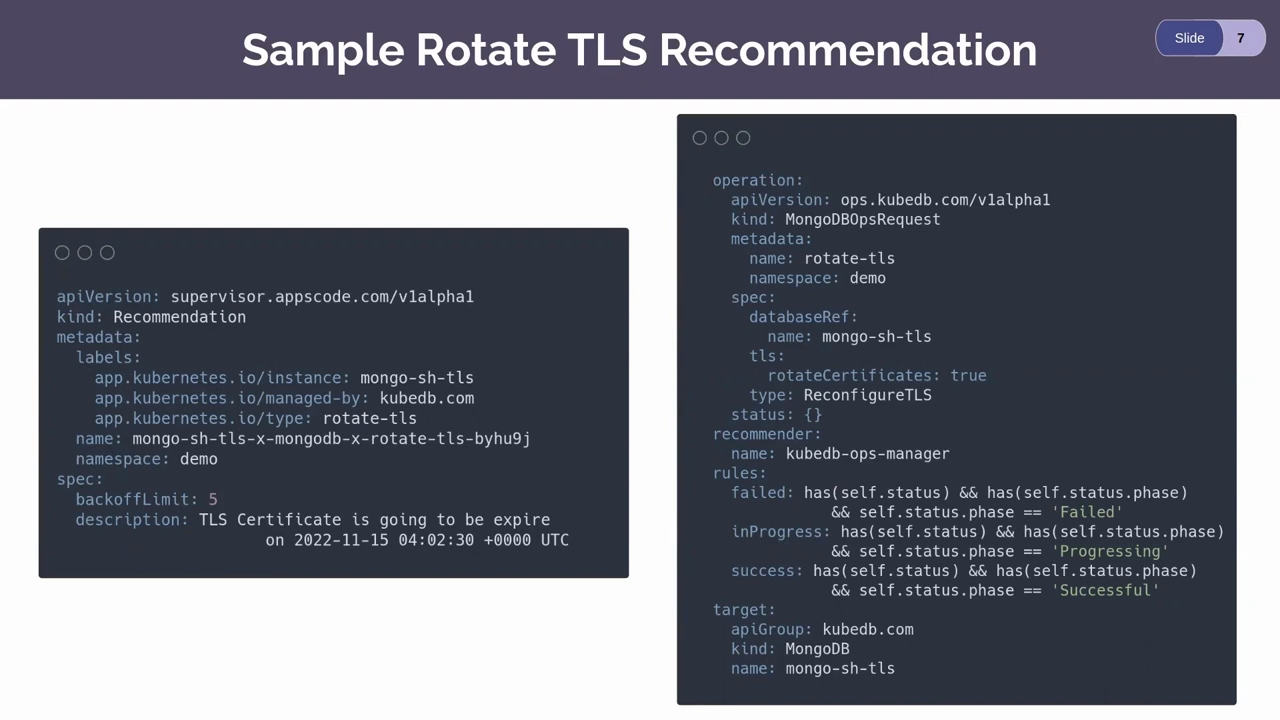 Sample Rotate TLS Recommendation
Slide 7
apiVersion: supervisor.appscode.com/v1alpha1
kind: Recommendation
metadata:
  labels:
    app.kubernetes.io/instance: mongo-sh-tls
    app.kubernetes.io/managed-by: kubedb.com
    app.kubernetes.io/type: rotate-tls
  name: mongo-sh-tls-x-mongodb-x-rotate-tls-byhu9j
  namespace: demo
spec:
  backoffLimit: 5
  description: TLS Certificate is going to be expire
                      on 2022-11-15 04:02:30 +0000 UTC
operation:
  apiVersion: ops.kubedb.com/v1alpha1
  kind: MongoDBOpsRequest
  metadata:
    name: rotate-tls
    namespace: demo
  spec:
    databaseRef:
      name: mongo-sh-tls
    tls:
      rotateCertificates: true
    type: ReconfigureTLS
  status: {}
recommender:
  name: kubedb-ops-manager
rules:
  failed: has(self.status) && has(self.status.phase)
             && self.status.phase == 'Failed'
  inProgress: has(self.status) && has(self.status.phase)
             && self.status.phase == 'Progressing'
  success: has(self.status) && has(self.status.phase)
             && self.status.phase == 'Successful'
target:
  apiGroup: kubedb.com
  kind: MongoDB
  name: mongo-sh-tls